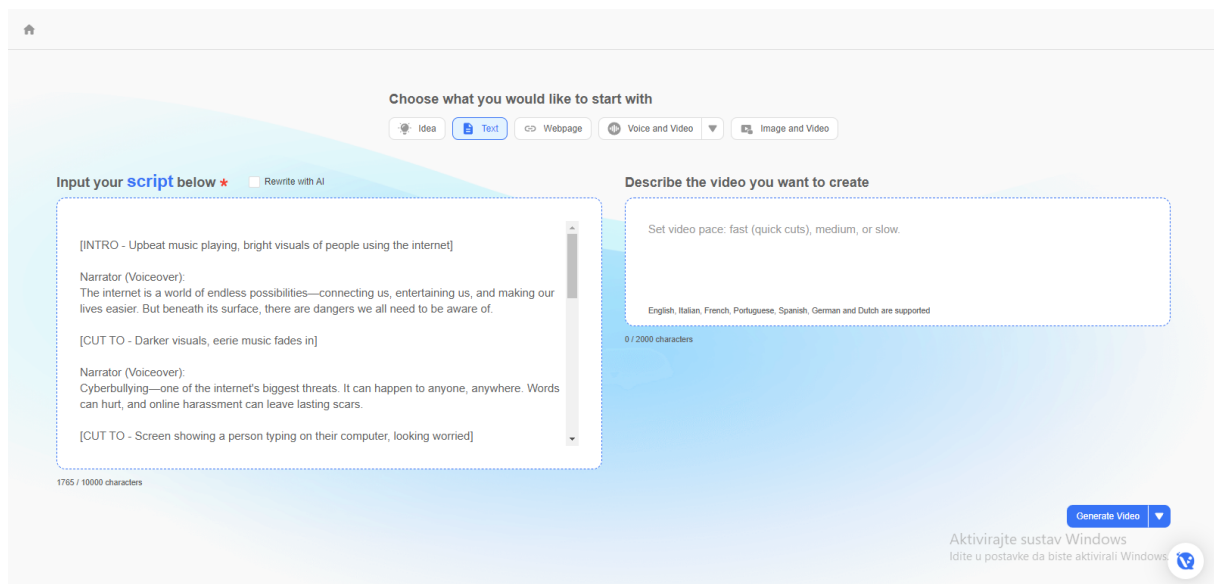 Choose what you would like to start with
Idea
Text
Webpage
Voice and Video
Image and Video
Input your script below *
Rewrite with AI
[INTRO - Upbeat music playing, bright visuals of people using the internet]
Narrator (Voiceover):
The internet is a world of endless possibilities—connecting us, entertaining us, and making our
lives easier. But beneath its surface, there are dangers we all need to be aware of.
[CUT TO - Darker visuals, eerie music fades in]
Narrator (Voiceover):
Cyberbullying—one of the internet's biggest threats. It can happen to anyone, anywhere. Words
can hurt, and online harassment can leave lasting scars.
[CUT TO - Screen showing a person typing on their computer, looking worried]
1765 / 10000 characters
Describe the video you want to create
Set video pace: fast (quick cuts), medium, or slow.
English, Italian, French, Portuguese, Spanish, German and Dutch are supported
0 / 2000 characters
Generate Video
Aktivirajte sustav Windows
Idite u postavke da biste aktivirali Windows.